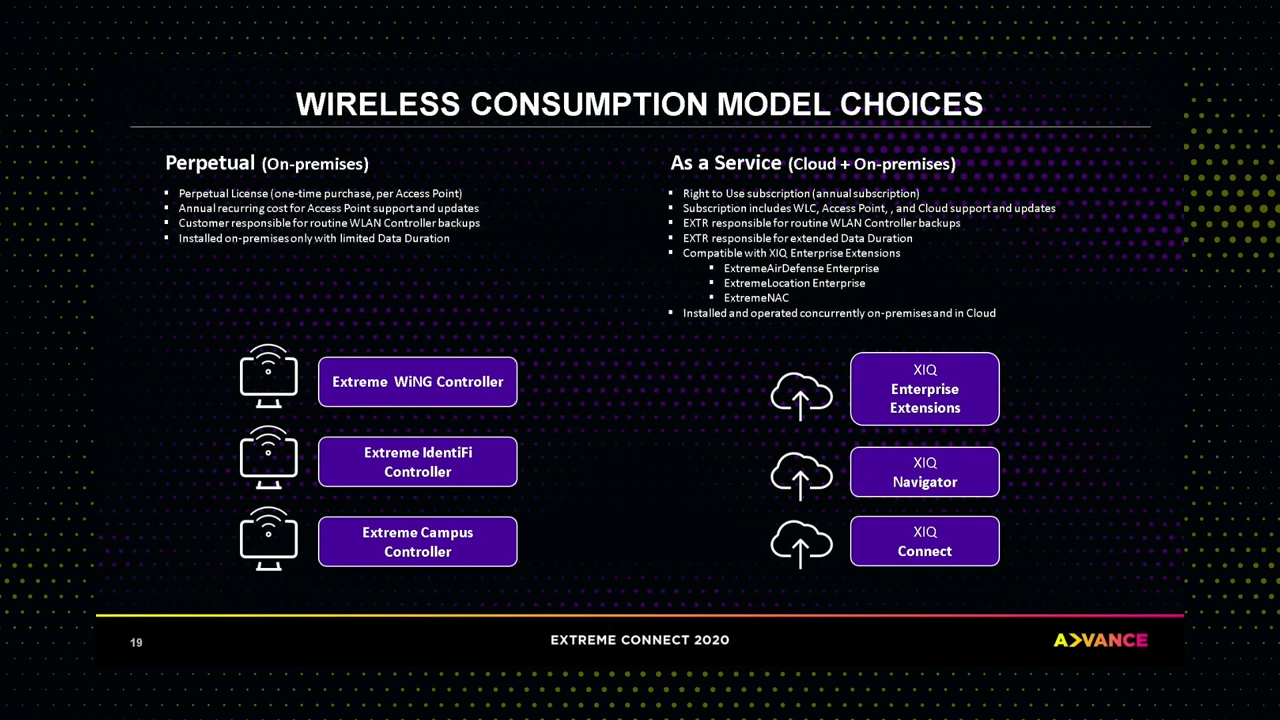 WIRELESS CONSUMPTION MODEL CHOICES
Perpetual (On-premises)
▪ Perpetual License (one-time purchase, per Access Point)
▪ Annual recurring cost for Access Point support and updates
▪ Customer responsible for routine WLAN Controller backups
▪ Installed on-premises only with limited Data Duration
As a Service (Cloud + On-premises)
▪ Right to Use subscription (annual subscription)
▪ Subscription includes WLC, Access Point, , and Cloud support and updates
▪ EXTR responsible for routine WLAN Controller backups
▪ EXTR responsible for extended Data Duration
▪ Compatible with XIQ Enterprise Extensions
▪ ExtremeAirDefense Enterprise
▪ ExtremeLocation Enterprise
▪ ExtremeNAC
▪ Installed and operated concurrently on-premises and in Cloud
Extreme WiNG Controller
Extreme IdentiFi
Controller
Extreme Campus
Controller
XIQ
Enterprise
Extensions
XIQ
Navigator
XIQ
Connect
19
EXTREME CONNECT 2020
ADVANCE